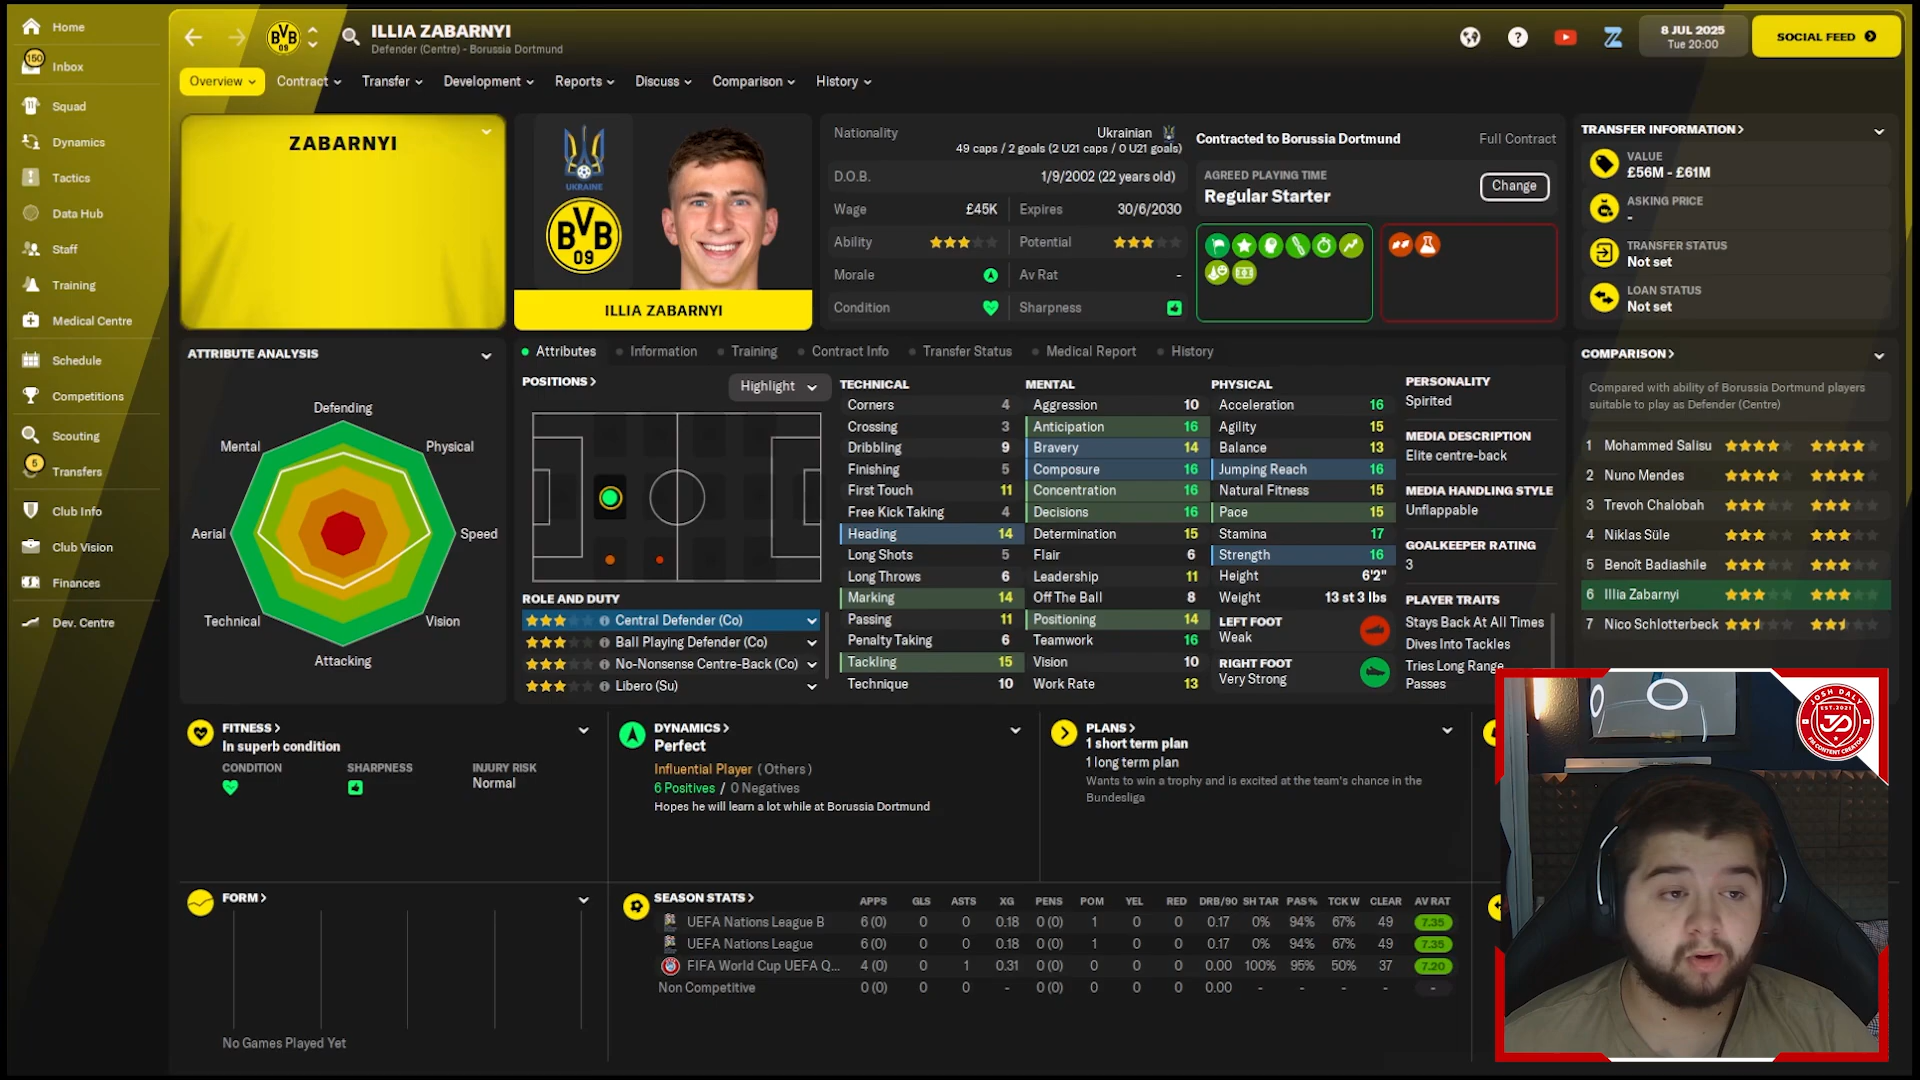 Home
150
Inbox
Squad
Dynamics
Tactics
Data Hub
Staff
Training
Medical Centre
Schedule
Competitions
Scouting
5
Transfers
Club Info
Club Vision
Finances
Dev. Centre
BVB
09
ILLIA ZABARNYI
Defender (Centre) - Borussia Dortmund
8 JUL 2025
Tue 20:00
SOCIAL FEED
Overview
Contract
Transfer
Development
Reports
Discuss
Comparison
History
ZABARNYI
UKRAINE
BVB
09
ILLIA ZABARNYI
Nationality Ukrainian
49 caps / 2 goals (2 U21 caps / 0 U21 goals)
D.O.B. 1/9/2002 (22 years old)
Wage £45K Expires 30/6/2030
Ability Potential
Morale Av Rat -
Condition Sharpness
Contracted to Borussia Dortmund Full Contract
AGREED PLAYING TIME
Regular Starter
Change
TRANSFER INFORMATION >
VALUE
£56M - £61M
ASKING PRICE
-
TRANSFER STATUS
Not set
LOAN STATUS
Not set
ATTRIBUTE ANALYSIS
Defending
Mental Physical
Aerial Speed
Technical Vision
Attacking
Attributes Information Training Contract Info Transfer Status Medical Report History
POSITIONS >
Highlight
ROLE AND DUTY
Central Defender (Co)
Ball Playing Defender (Co)
No-Nonsense Centre-Back (Co)
Libero (Su)
TECHNICAL
Corners 4
Crossing 3
Dribbling 9
Finishing 5
First Touch 11
Free Kick Taking 4
Heading 14
Long Shots 5
Long Throws 6
Marking 14
Passing 11
Penalty Taking 6
Tackling 15
Technique 10
MENTAL
Aggression 10
Anticipation 16
Bravery 14
Composure 16
Concentration 16
Decisions 16
Determination 15
Flair 6
Leadership 11
Off The Ball 8
Positioning 14
Teamwork 16
Vision 10
Work Rate 13
PHYSICAL
Acceleration 16
Agility 15
Balance 13
Jumping Reach 16
Natural Fitness 15
Pace 15
Stamina 17
Strength 16
Height 6'2"
Weight 13 st 3 lbs
LEFT FOOT
Weak
RIGHT FOOT
Very Strong
PERSONALITY
Spirited
MEDIA DESCRIPTION
Elite centre-back
MEDIA HANDLING STYLE
Unflappable
GOALKEEPER RATING
3
PLAYER TRAITS
Stays Back At All Times
Dives Into Tackles
Tries Long Range
Passes
COMPARISON >
Compared with ability of Borussia Dortmund players
suitable to play as Defender (Centre)
1 Mohammed Salisu
2 Nuno Mendes
3 Trevoh Chalobah
4 Niklas Süle
5 Benoît Badiashile
6 Illia Zabarnyi
7 Nico Schlotterbeck
FITNESS >
In superb condition
CONDITION SHARPNESS INJURY RISK
Normal
DYNAMICS >
Perfect
Influential Player (Others)
6 Positives / 0 Negatives
Hopes he will learn a lot while at Borussia Dortmund
PLANS >
1 short term plan
1 long term plan
Wants to win a trophy and is excited at the team's chance in the
Bundesliga
FORM >
No Games Played Yet
SEASON STATS > APPS GLS ASTS XG PENS POM YEL RED DRB/90 SH TAR PAS % TCK W CLEAR AV RAT
UEFA Nations League B 6 (0) 0 0 0.18 0 (0) 1 0 0 0.17 0% 94% 67% 49 7.35
UEFA Nations League 6 (0) 0 0 0.18 0 (0) 1 0 0 0.17 0% 94% 67% 49 7.35
FIFA World Cup UEFA Q... 4 (0) 0 1 0.31 0 (0) 0 0 0 0.00 100% 95% 50% 37 7.20
Non Competitive 0 (0) 0 0 - 0 (0) 0 0 0 0.00 - - - - -
JOSH DALY
EST.2021
JD
FM CONTENT CREATOR